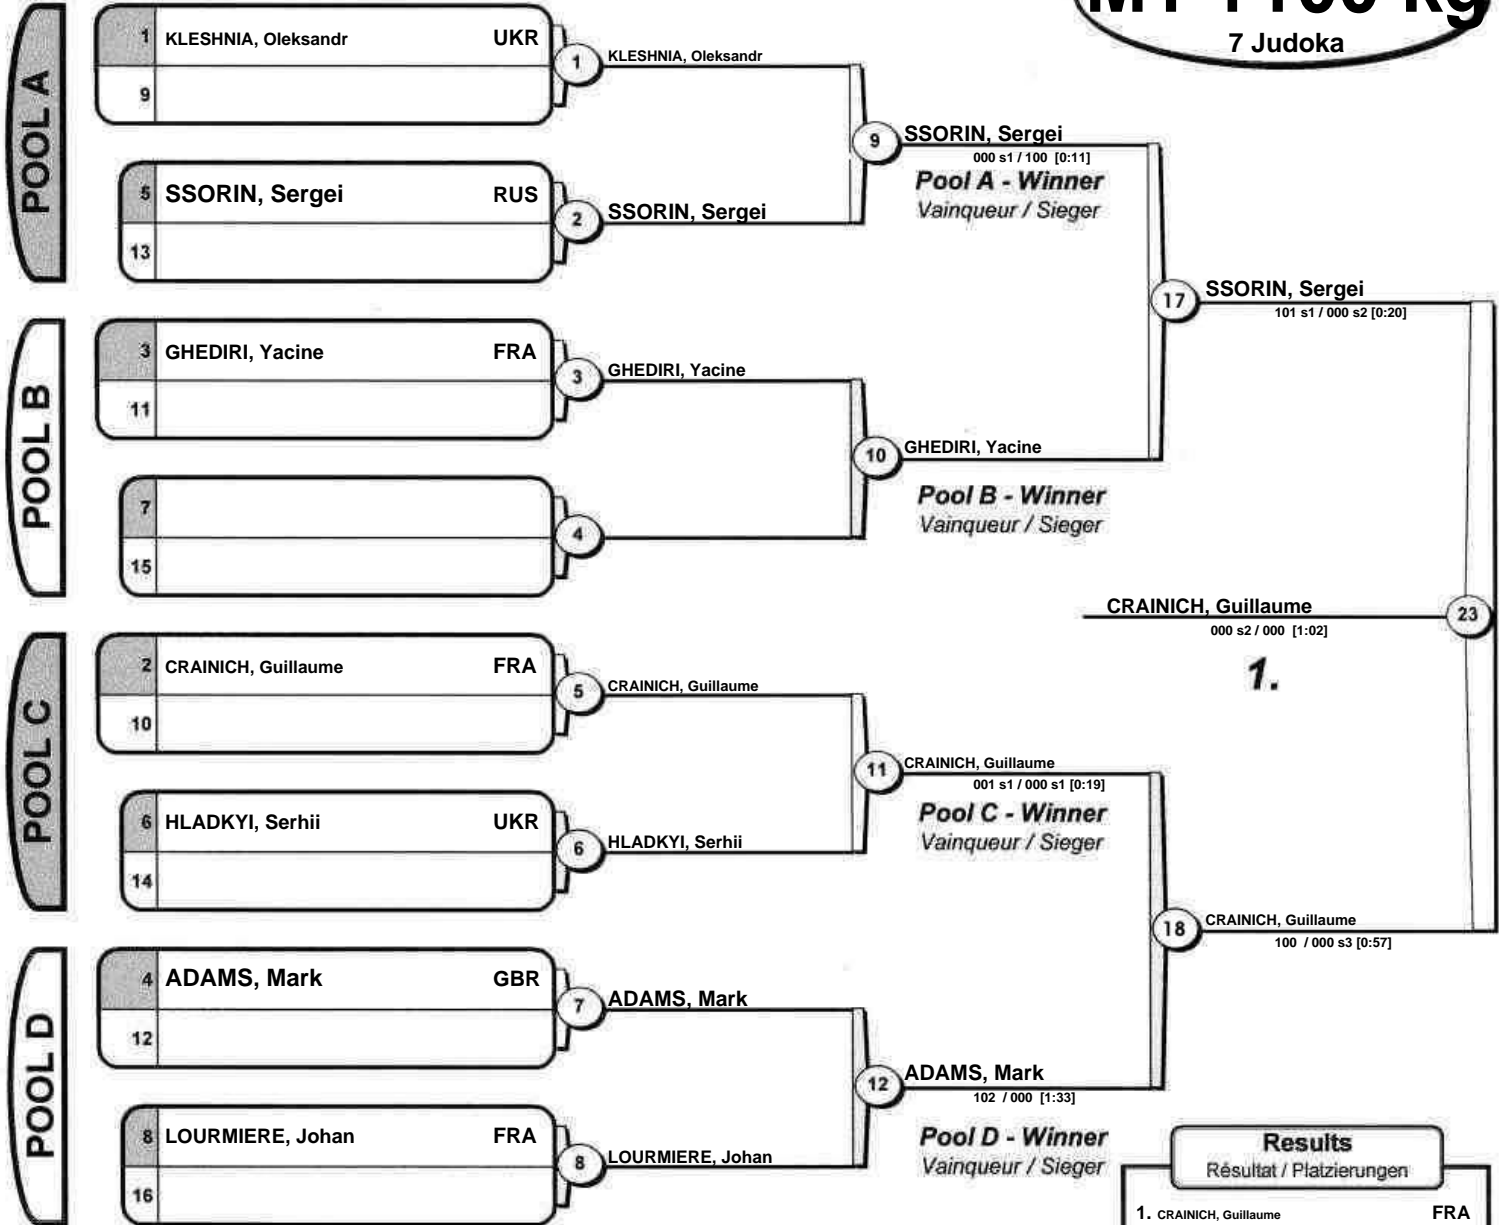 7 Judoka
POOL A
1 KLESHNIA, Oleksandr UKR
9
1
KLESHNIA, Oleksandr
5 SSORIN, Sergei RUS
13
2
SSORIN, Sergei
9
SSORIN, Sergei
000 s1 / 100 [0:11]
Pool A - Winner
Vainqueur / Sieger
POOL B
3 GHEDIRI, Yacine FRA
11
3
GHEDIRI, Yacine
7
15
4
10
GHEDIRI, Yacine
Pool B - Winner
Vainqueur / Sieger
17
SSORIN, Sergei
101 s1 / 000 s2 [0:20]
CRAINICH, Guillaume
000 s2 / 000 [1:02]
23
1.
POOL C
2 CRAINICH, Guillaume FRA
10
5
CRAINICH, Guillaume
6 HLADKYI, Serhii UKR
14
6
HLADKYI, Serhii
11
CRAINICH, Guillaume
001 s1 / 000 s1 [0:19]
Pool C - Winner
Vainqueur / Sieger
18
CRAINICH, Guillaume
100 / 000 s3 [0:57]
POOL D
4 ADAMS, Mark GBR
12
7
ADAMS, Mark
8 LOURMIERE, Johan FRA
16
8
LOURMIERE, Johan
12
ADAMS, Mark
102 / 000 [1:33]
Pool D - Winner
Vainqueur / Sieger
Results
Résultat / Platzierungen
1. CRAINICH, Guillaume FRA